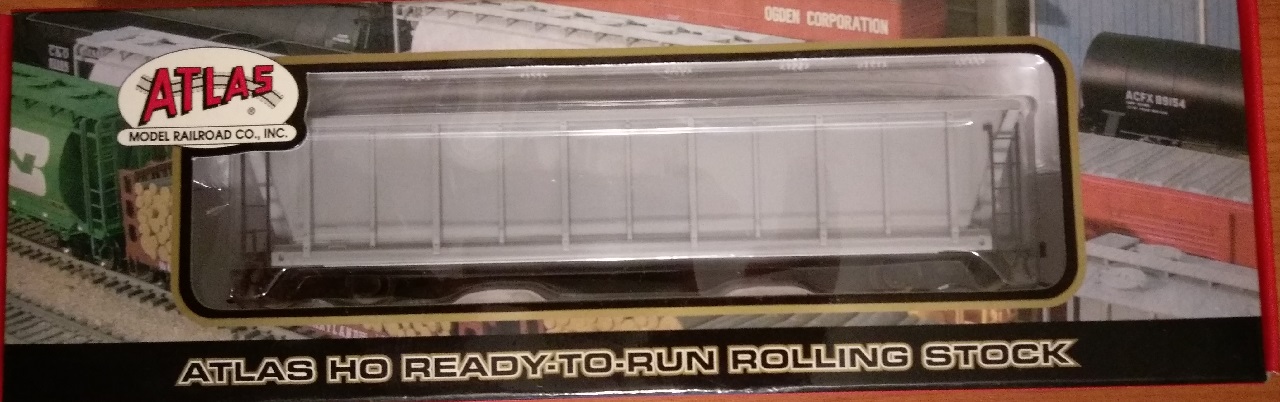 OGDEN CORPORATION
ATLAS
®
MODEL RAILROAD CO., INC.
ACFX 89154
ATLAS HO READY-TO-RUN ROLLING STOCK